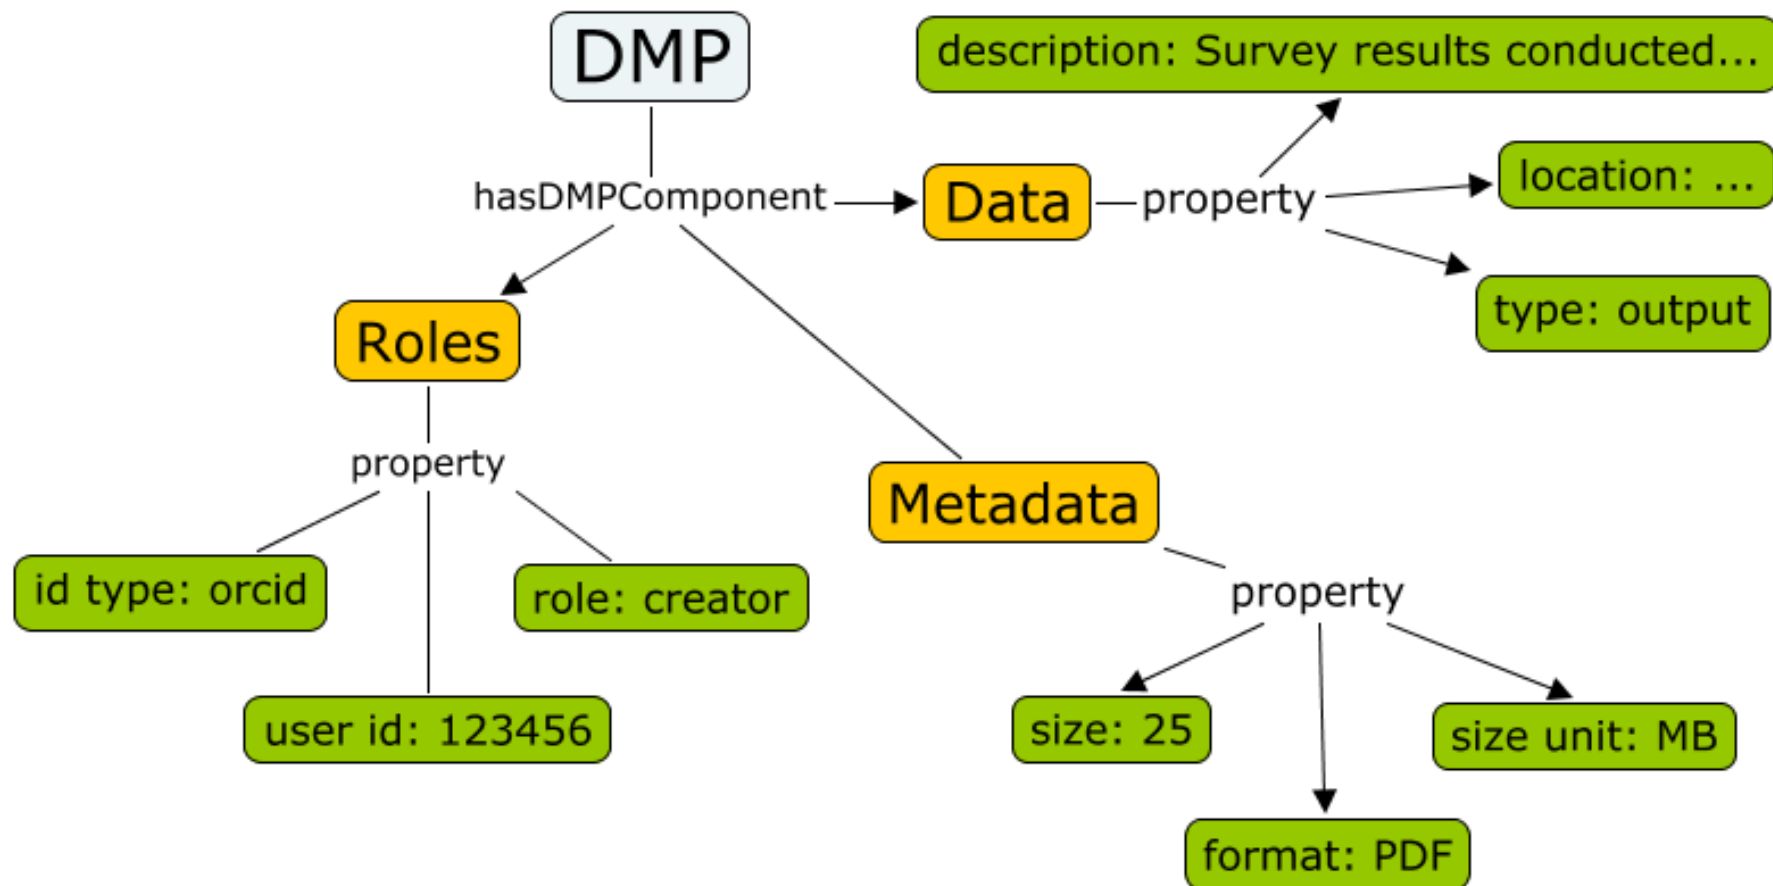 DMP
description: Survey results conducted...
hasDMPComponent
Data
property
location: ...
type: output
Roles
property
id type: orcid
role: creator
user id: 123456
Metadata
property
size: 25
size unit: MB
format: PDF